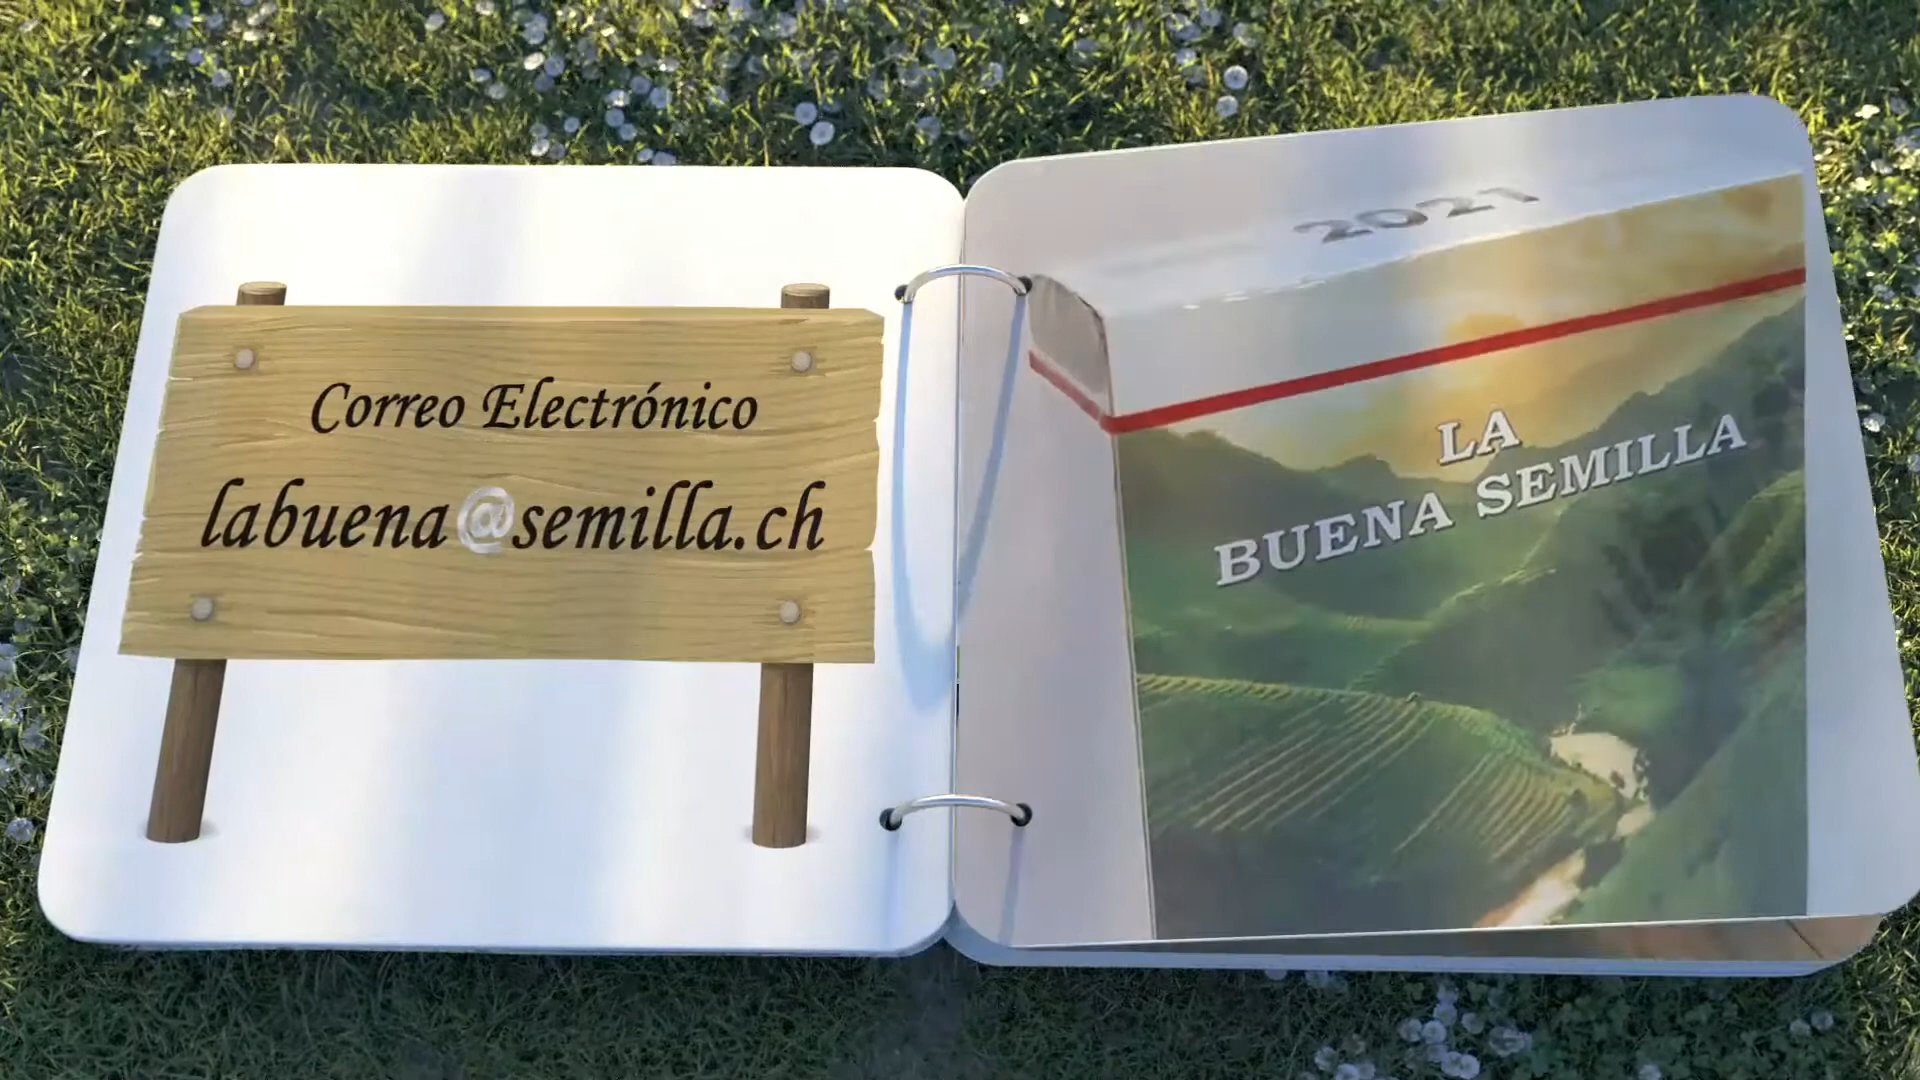 Correo Electrónico
labuena@semilla.ch
2021
LA
BUENA SEMILLA